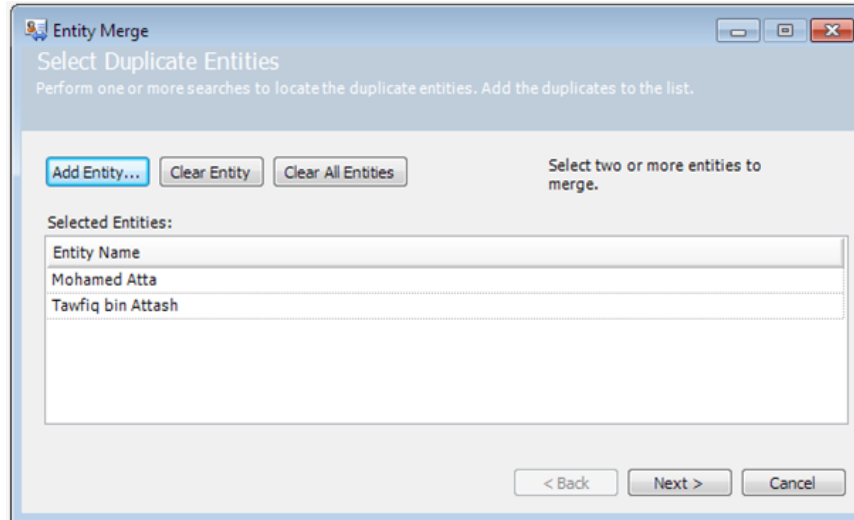 Entity Merge
Select Duplicate Entities
Perform one or more searches to locate the duplicate entities. Add the duplicates to the list.
Add Entity... Clear Entity Clear All Entities Select two or more entities to
merge.
Selected Entities:
Entity Name
Mohamed Atta
Tawfiq bin Attash
< Back Next > Cancel